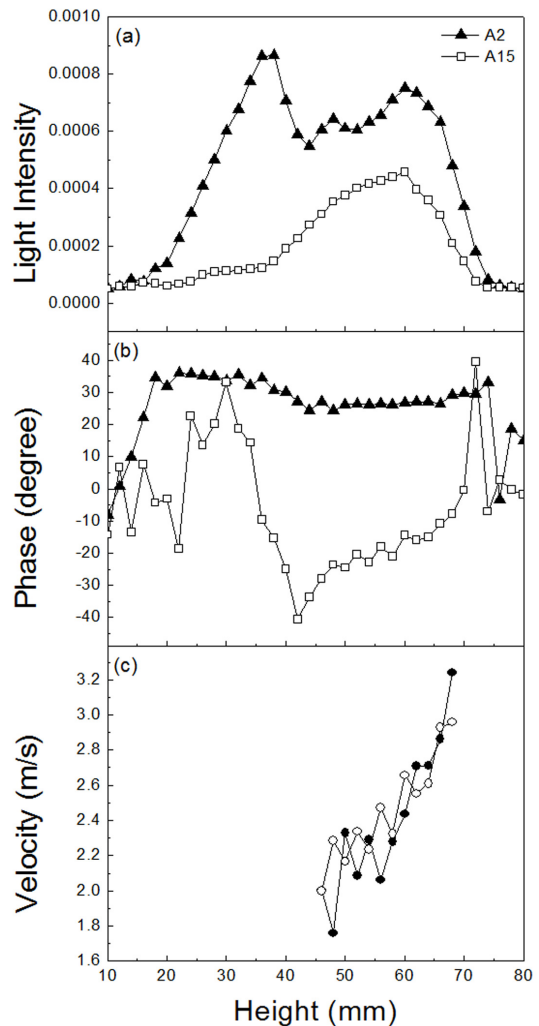 (a)
A2
A15
0.0010
0.0008
0.0006
0.0004
0.0002
0.0000
Light Intensity
(b)
40
30
20
10
0
-10
-20
-30
-40
Phase (degree)
(c)
3.2
3.0
2.8
2.6
2.4
2.2
2.0
1.8
1.6
Velocity (m/s)
10 20 30 40 50 60 70 80
Height (mm)